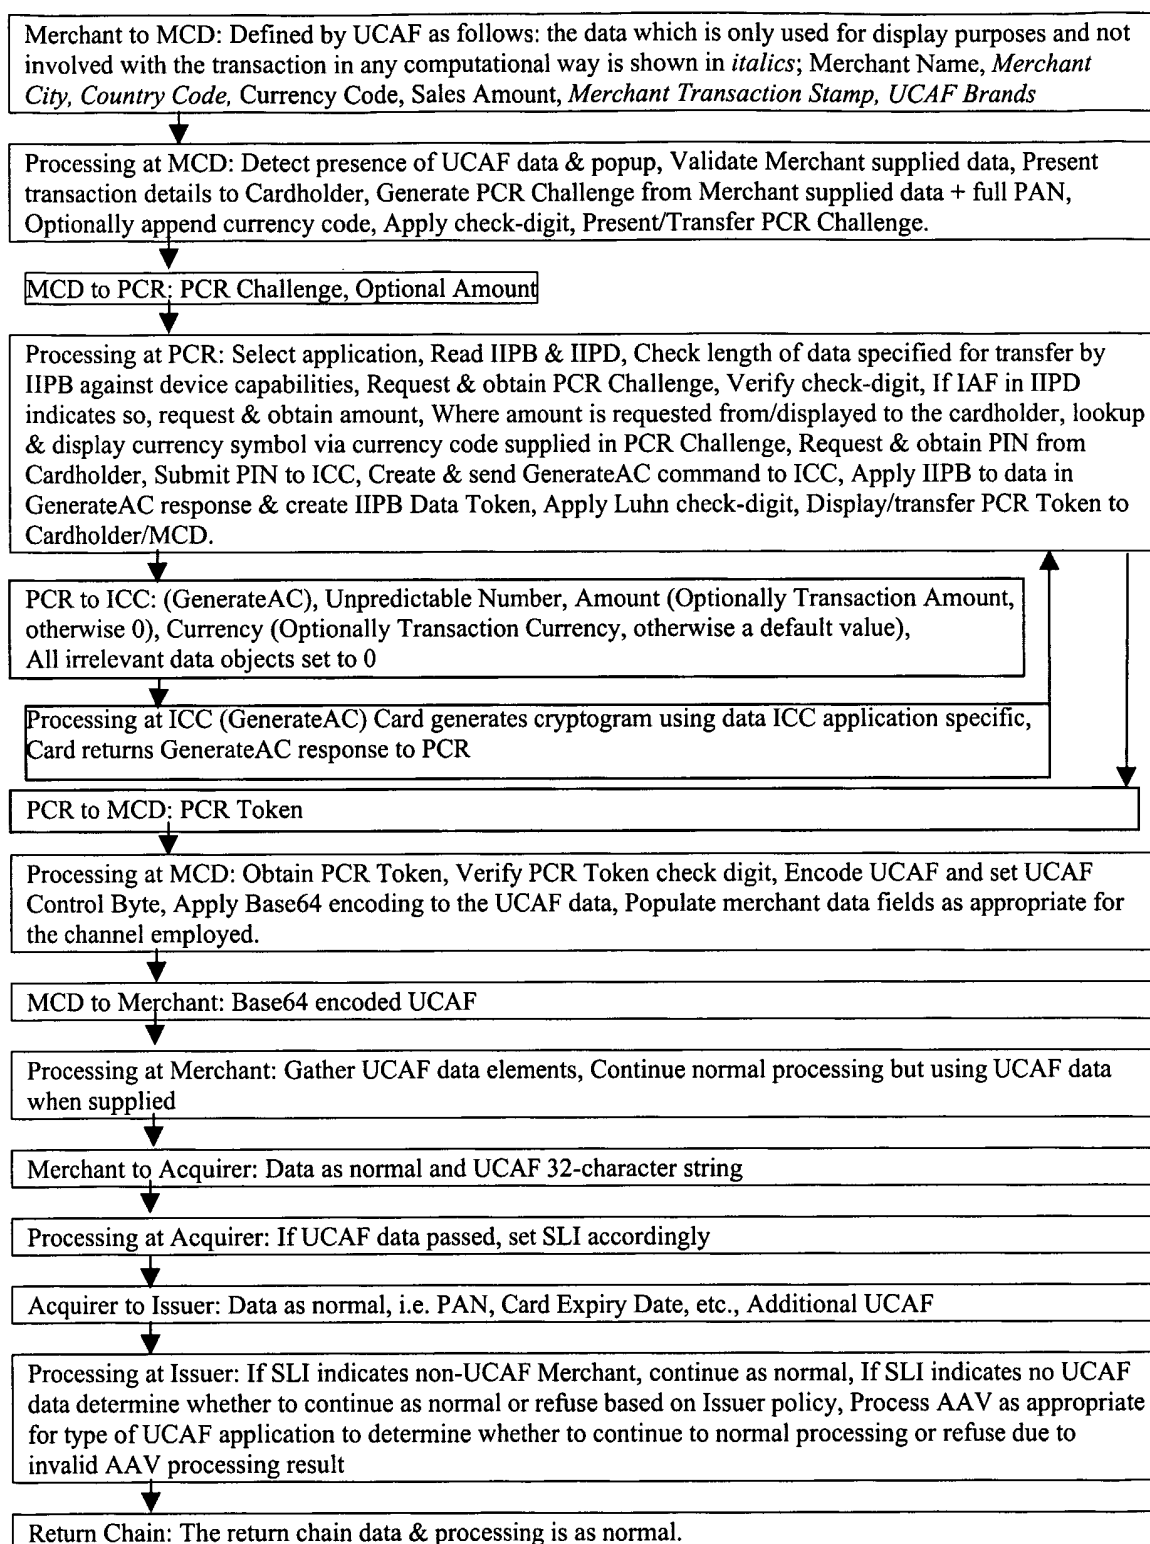 Merchant to MCD: Defined by UCAF as follows: the data which is only used for display purposes and not
involved with the transaction in any computational way is shown in italics; Merchant Name, Merchant
City, Country Code, Currency Code, Sales Amount, Merchant Transaction Stamp, UCAF Brands
Processing at MCD: Detect presence of UCAF data & popup, Validate Merchant supplied data, Present
transaction details to Cardholder, Generate PCR Challenge from Merchant supplied data + full PAN,
Optionally append currency code, Apply check-digit, Present/Transfer PCR Challenge.
MCD to PCR: PCR Challenge, Optional Amount
Processing at PCR: Select application, Read IIPB & IIPD, Check length of data specified for transfer by
IIPB against device capabilities, Request & obtain PCR Challenge, Verify check-digit, If IAF in IIPD
indicates so, request & obtain amount, Where amount is requested from/displayed to the cardholder, lookup
& display currency symbol via currency code supplied in PCR Challenge, Request & obtain PIN from
Cardholder, Submit PIN to ICC, Create & send GenerateAC command to ICC, Apply IIPB to data in
GenerateAC response & create IIPB Data Token, Apply Luhn check-digit, Display/transfer PCR Token to
Cardholder/MCD.
PCR to ICC: (GenerateAC), Unpredictable Number, Amount (Optionally Transaction Amount,
otherwise 0), Currency (Optionally Transaction Currency, otherwise a default value),
All irrelevant data objects set to 0
Processing at ICC (GenerateAC) Card generates cryptogram using data ICC application specific,
Card returns GenerateAC response to PCR
PCR to MCD: PCR Token
Processing at MCD: Obtain PCR Token, Verify PCR Token check digit, Encode UCAF and set UCAF
Control Byte, Apply Base64 encoding to the UCAF data, Populate merchant data fields as appropriate for
the channel employed.
MCD to Merchant: Base64 encoded UCAF
Processing at Merchant: Gather UCAF data elements, Continue normal processing but using UCAF data
when supplied
Merchant to Acquirer: Data as normal and UCAF 32-character string
Processing at Acquirer: If UCAF data passed, set SLI accordingly
Acquirer to Issuer: Data as normal, i.e. PAN, Card Expiry Date, etc., Additional UCAF
Processing at Issuer: If SLI indicates non-UCAF Merchant, continue as normal, If SLI indicates no UCAF
data determine whether to continue as normal or refuse based on Issuer policy, Process AAV as appropriate
for type of UCAF application to determine whether to continue to normal processing or refuse due to
invalid AAV processing result
Return Chain: The return chain data & processing is as normal.